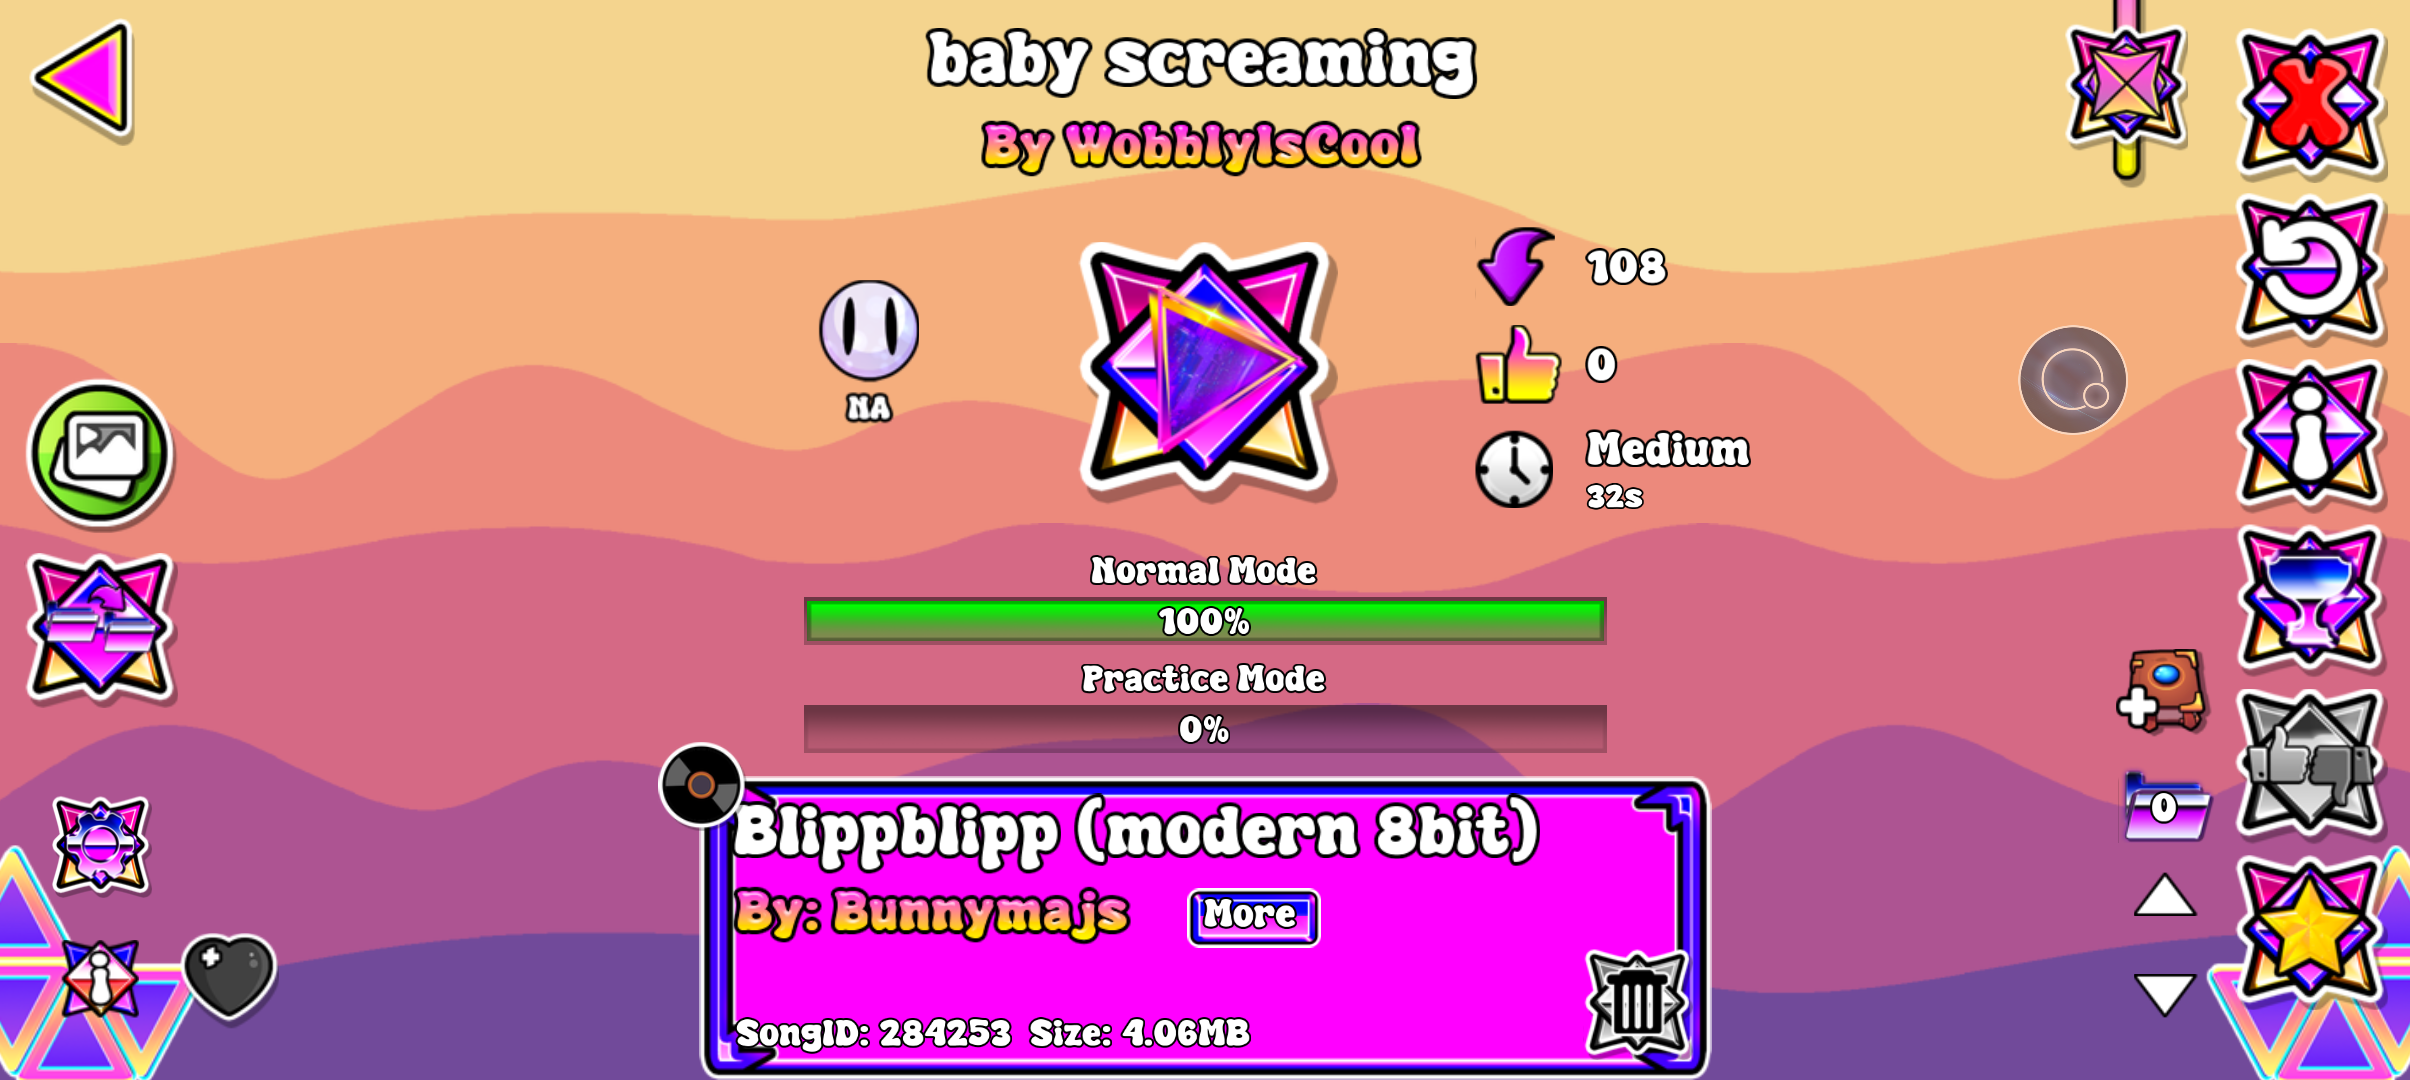 baby screaming
By WobblyIsCool
NA
108
0
Medium
32s
Normal Mode
100%
Practice Mode
0%
Blippblipp (modern 8bit)
By: Bunnymajs
More
SongID: 284253 Size: 4.06MB
0